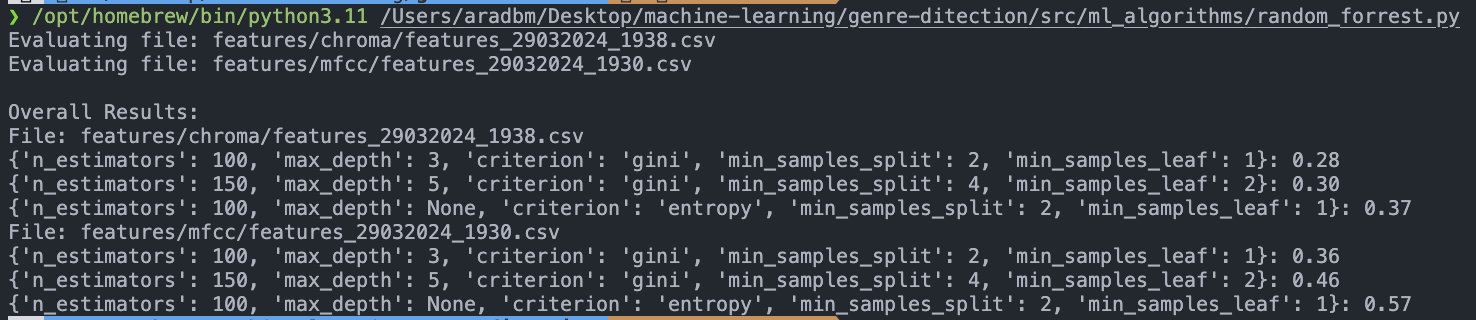 ❯ /opt/homebrew/bin/python3.11 /Users/aradbm/Desktop/machine-learning/genre-ditection/src/ml_algorithms/random_forrest.py
Evaluating file: features/chroma/features_29032024_1938.csv
Evaluating file: features/mfcc/features_29032024_1930.csv
Overall Results:
File: features/chroma/features_29032024_1938.csv
{'n_estimators': 100, 'max_depth': 3, 'criterion': 'gini', 'min_samples_split': 2, 'min_samples_leaf': 1}: 0.28
{'n_estimators': 150, 'max_depth': 5, 'criterion': 'gini', 'min_samples_split': 4, 'min_samples_leaf': 2}: 0.30
{'n_estimators': 100, 'max_depth': None, 'criterion': 'entropy', 'min_samples_split': 2, 'min_samples_leaf': 1}: 0.37
File: features/mfcc/features_29032024_1930.csv
{'n_estimators': 100, 'max_depth': 3, 'criterion': 'gini', 'min_samples_split': 2, 'min_samples_leaf': 1}: 0.36
{'n_estimators': 150, 'max_depth': 5, 'criterion': 'gini', 'min_samples_split': 4, 'min_samples_leaf': 2}: 0.46
{'n_estimators': 100, 'max_depth': None, 'criterion': 'entropy', 'min_samples_split': 2, 'min_samples_leaf': 1}: 0.57